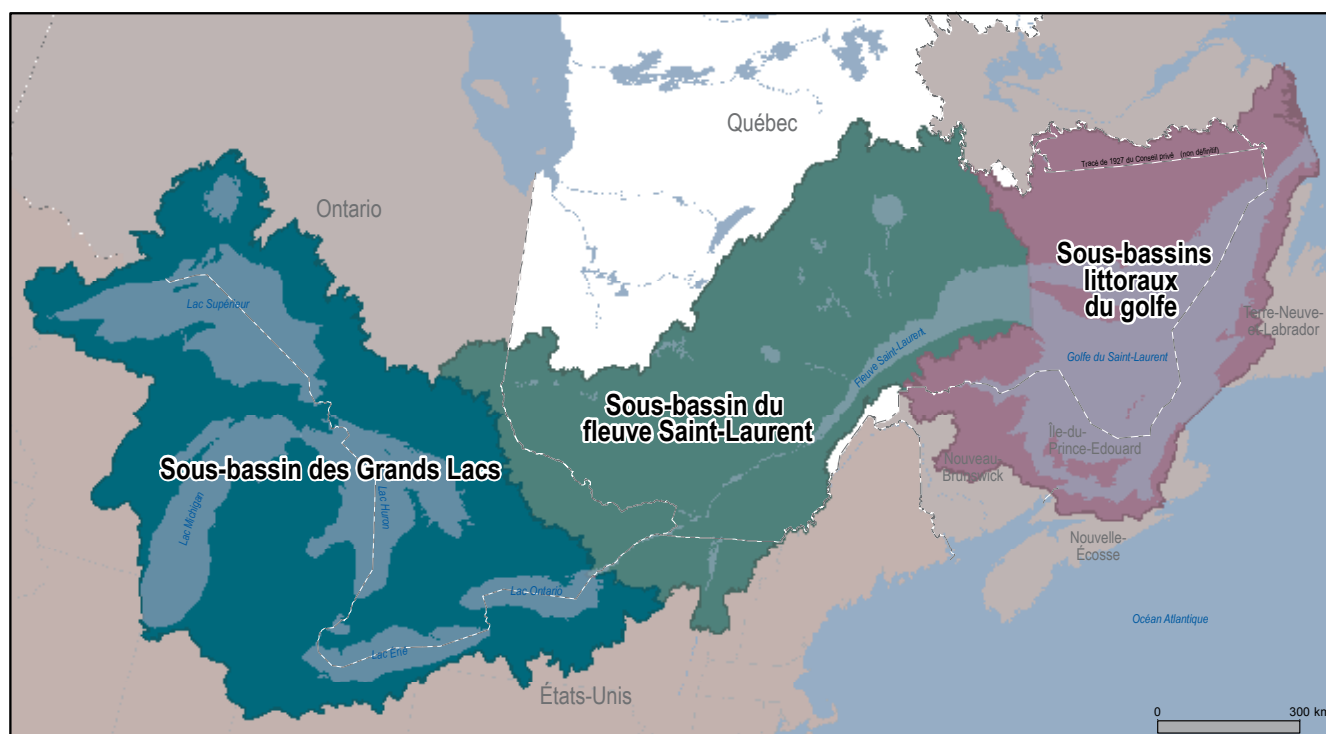 Québec
Tracé de 1927 du Conseil privé (non définitif)
Ontario
Sous-bassins
littoraux
du golfe
Lac Supérieur
Terre-Neuve-
et-Labrador
Fleuve Saint-Laurent
Golfe du Saint-Laurent
Sous-bassin du
fleuve Saint-Laurent
Île-du-
Prince-Edouard
Sous-bassin des Grands Lacs
Nouveau
Brunswick
Lac Michigan
Lac Huron
Nouvelle-
Écosse
Lac Ontario
Océan Atlantique
Lac Érié
États-Unis
0 300 km